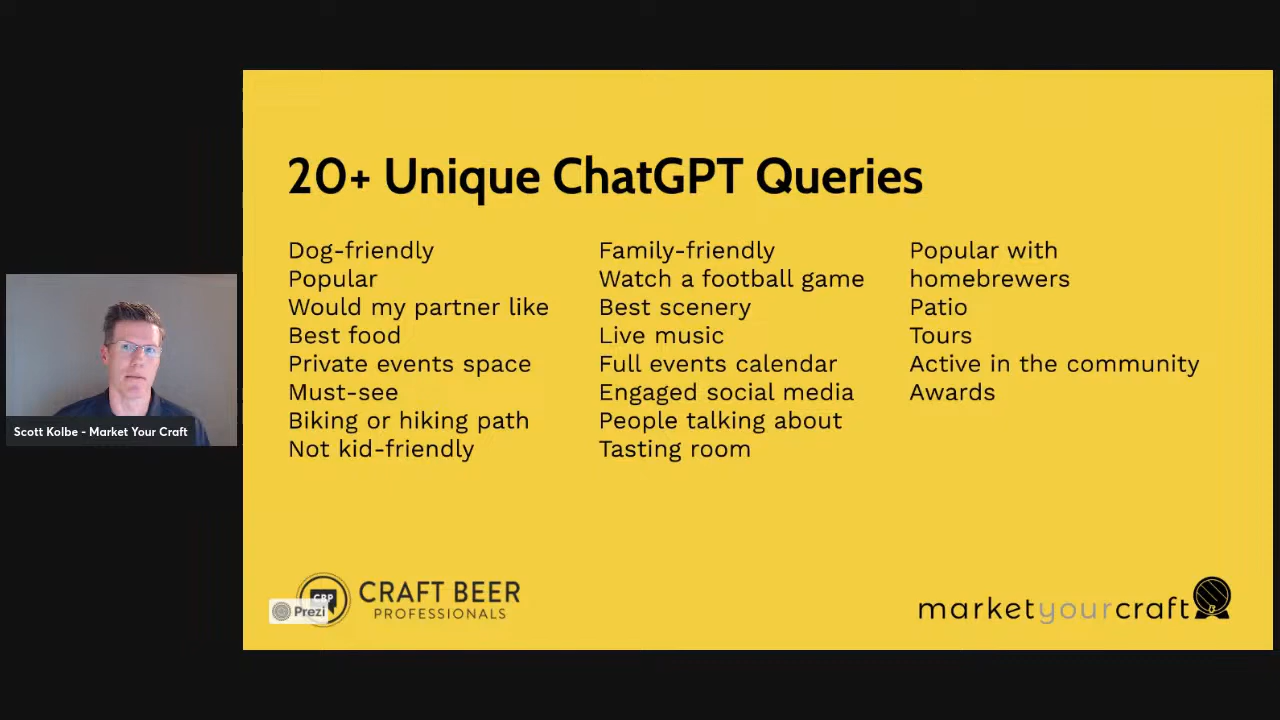 20+ Unique ChatGPT Queries
Dog-friendly
Popular
Would my partner like
Best food
Private events space
Must-see
Biking or hiking path
Not kid-friendly
Family-friendly
Watch a football game
Best scenery
Live music
Full events calendar
Engaged social media
People talking about
Tasting room
Popular with
homebrewers
Patio
Tours
Active in the community
Awards
Scott Kolbe - Market Your Craft
CBP
Prezi
CRAFT BEER
PROFESSIONALS
marketyourcraft